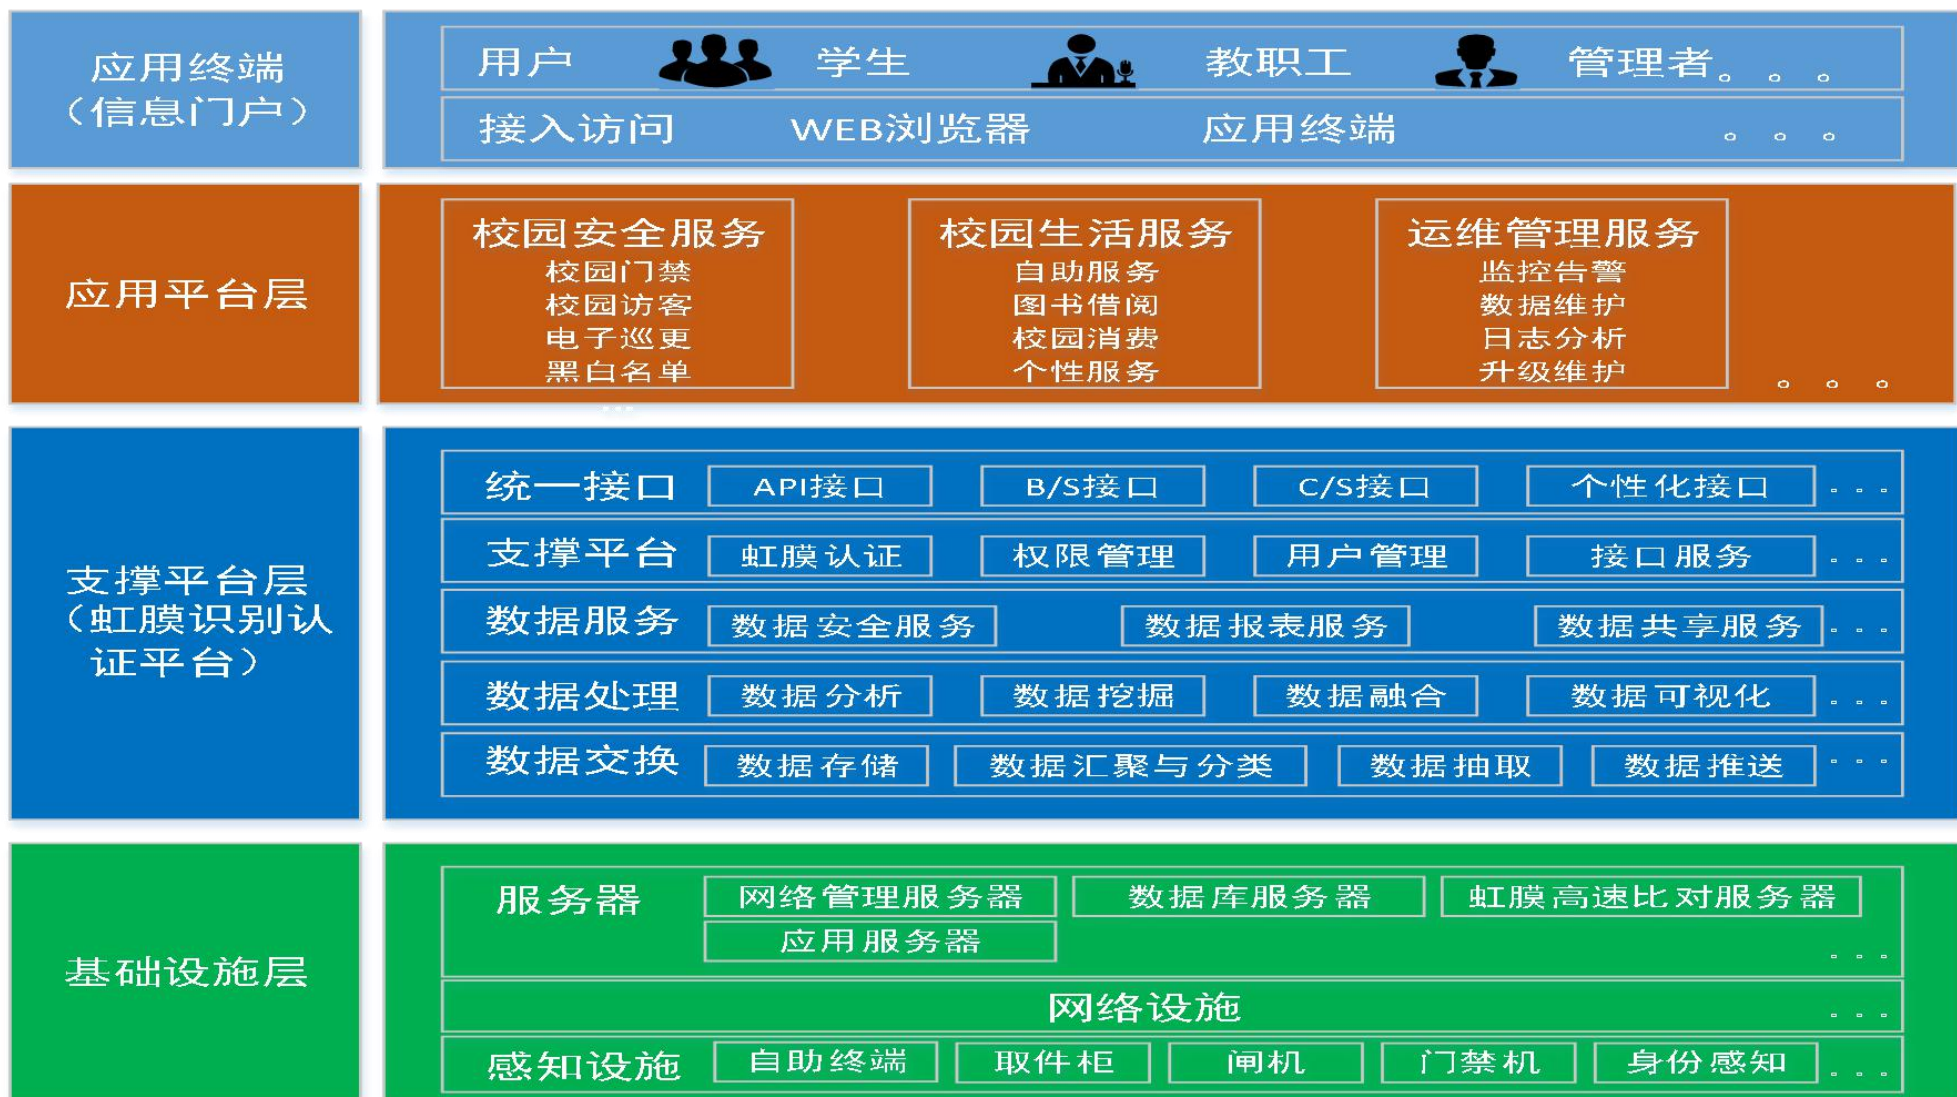 应用终端
（信息门户）
用户 学生 教职工 管理者。。。
接入访问 WEB浏览器 应用终端 。。。
应用平台层
校园安全服务
校园门禁
校园访客
电子巡更
黑白名单
...
校园生活服务
自助服务
图书借阅
校园消费
个性服务
运维管理服务
监控告警
数据维护
日志分析
升级维护
。。。
支撑平台层
（虹膜识别认
证平台）
统一接口 API接口 B/S接口 C/S接口 个性化接口 。。。
支撑平台 虹膜认证 权限管理 用户管理 接口服务 。。。
数据服务 数据安全服务 数据报表服务 数据共享服务 。。。
数据处理 数据分析 数据挖掘 数据融合 数据可视化 。。。
数据交换 数据存储 数据汇聚与分类 数据抽取 数据推送 。。。
基础设施层
服务器 网络管理服务器 数据库服务器 虹膜高速比对服务器
应用服务器 。。。
网络设施 。。。
感知设施 自助终端 取件柜 闸机 门禁机 身份感知 。。。